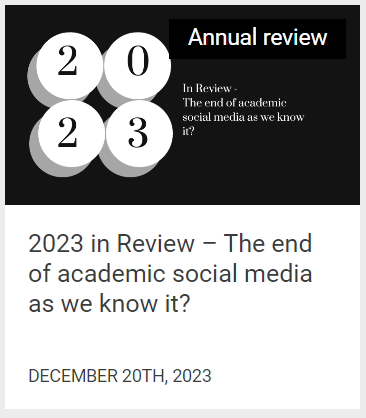 Annual review
2 0
2 3
In Review -
The end of academic
social media as we know
it?
2023 in Review – The end
of academic social media
as we know it?
DECEMBER 20TH, 2023